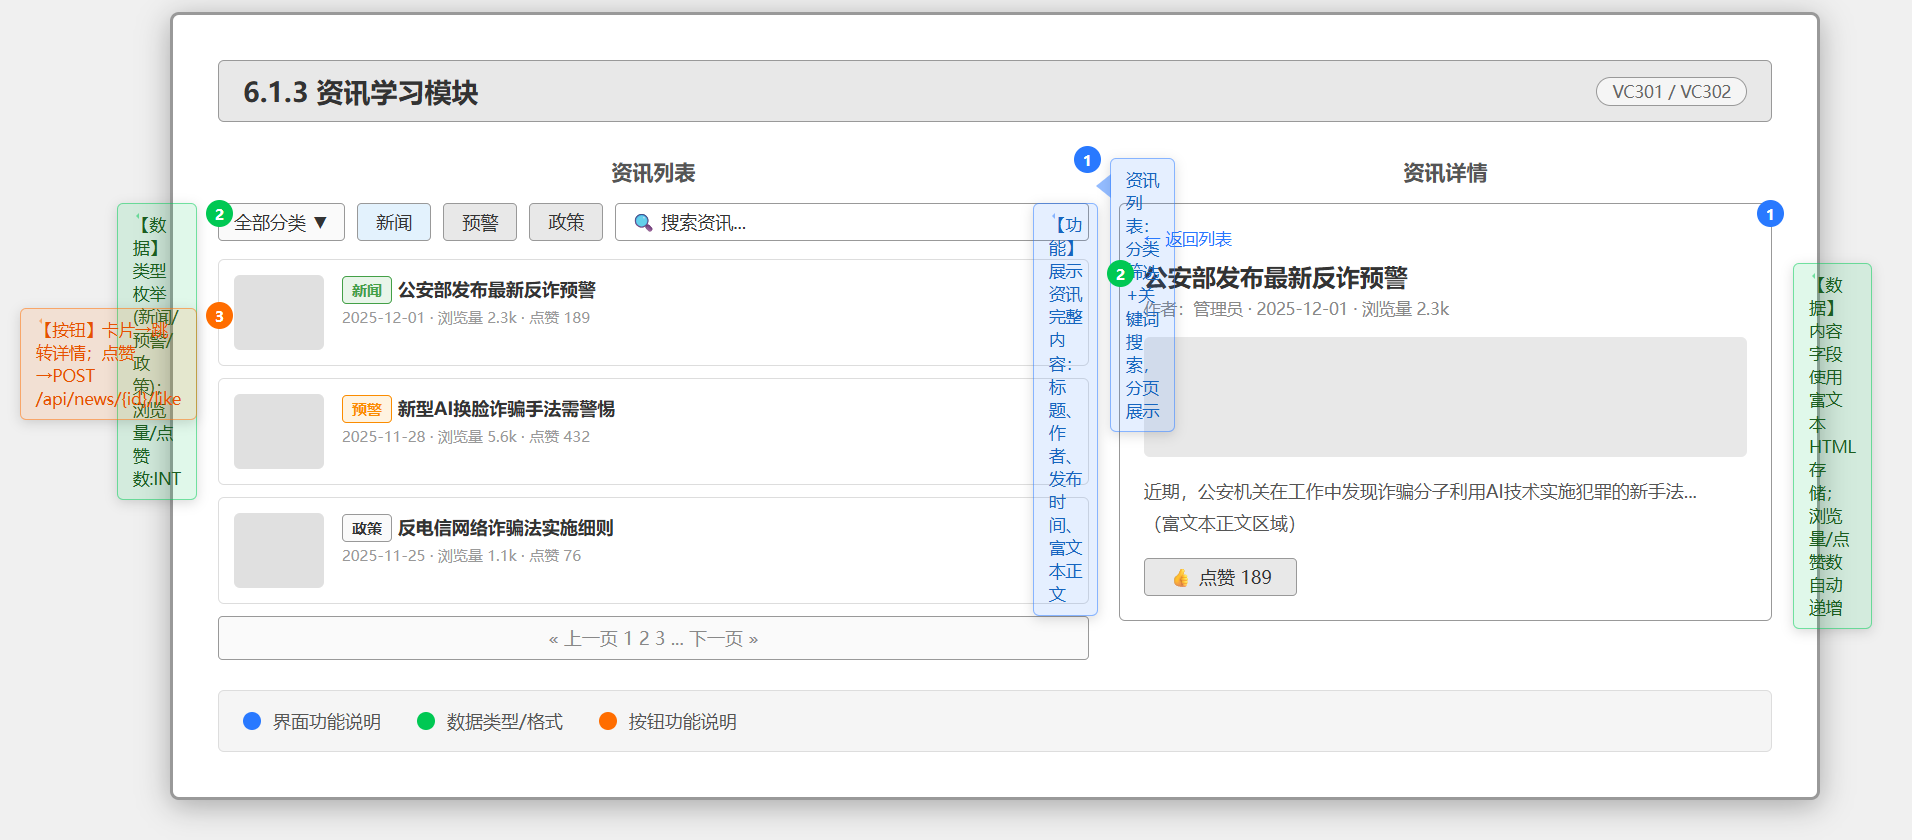 6.1.3 资讯学习模块
VC301 / VC302
资讯列表
全部分类 ▼
新闻
预警
政策
🔍 搜索资讯...
新闻 公安部发布最新反诈预警
2025-12-01 · 浏览量 2.3k · 点赞 189
预警 新型AI换脸诈骗手法需警惕
2025-11-28 · 浏览量 5.6k · 点赞 432
政策 反电信网络诈骗法实施细则
2025-11-25 · 浏览量 1.1k · 点赞 76
« 上一页 1 2 3 ... 下一页 »
1
资讯
列
表：
分类
筛选
+关
键词
搜
索，
分页
展示
2
【数
据】
类型
枚举
(新闻/
预警/
政
策)；
浏览
量/点
赞
数:INT
3
【按钮】卡片→跳
转详情；点赞
→POST
/api/news/{id}/like
资讯详情
← 返回列表
公安部发布最新反诈预警
作者：管理员 · 2025-12-01 · 浏览量 2.3k
近期，公安机关在工作中发现诈骗分子利用AI技术实施犯罪的新手法...
（富文本正文区域）
👍 点赞 189
1
【功
能】
展示
资讯
完整
内
容：
标
题、
作
者、
发布
时
间、
富文
本正
文
2
【数
据】
内容
字段
使用
富文
本
HTML
存
储；
浏览
量/点
赞数
自动
递增
界面功能说明
数据类型/格式
按钮功能说明